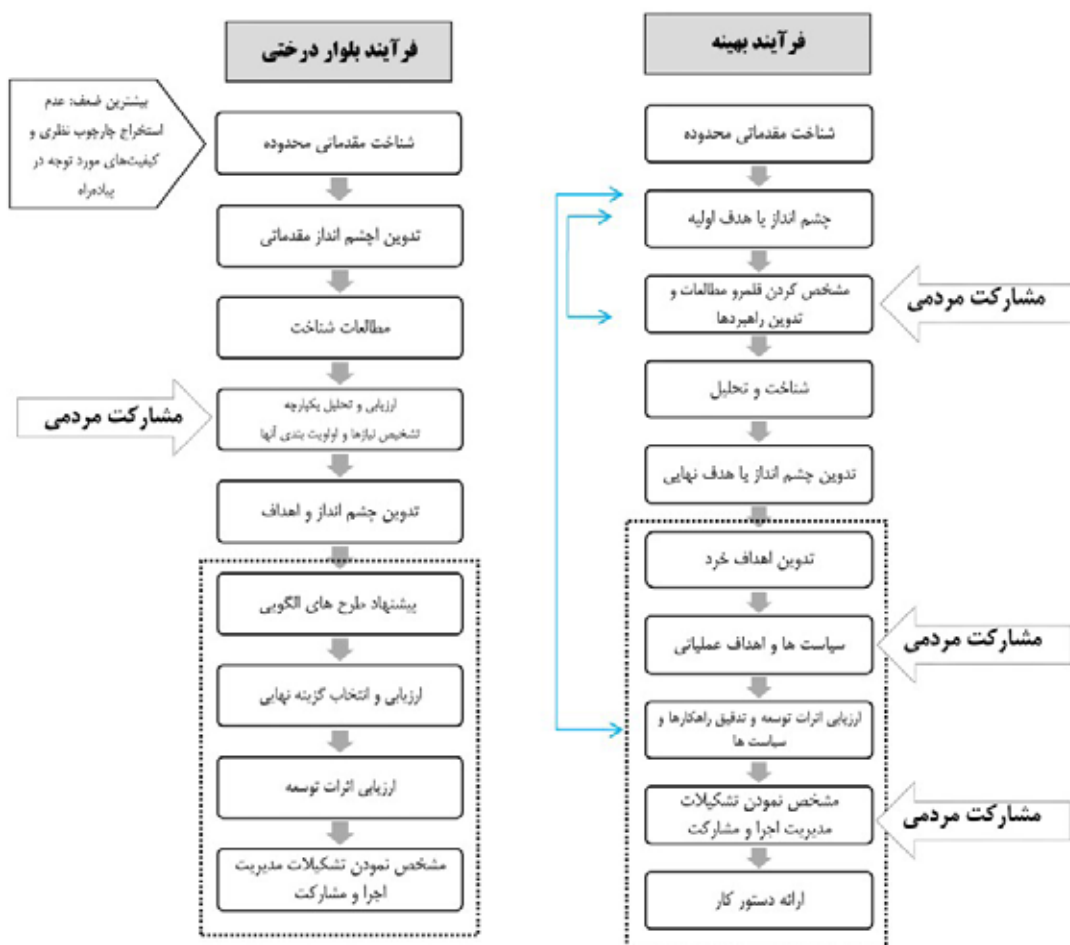 فرآیند بهینه
شناخت مقدماتی محدوده
چشم انداز یا هدف اولیه
مشخص کردن قلمرو مطالعات و
تدوین راهبردها
مشارکت مردمی
شناخت و تحلیل
تدوین چشم انداز یا هدف نهایی
تدوین اهداف خرد
سیاست ها و اهداف عملیاتی
مشارکت مردمی
ارزیابی اثرات توسعه و تدقیق راهکارها و
سیاست ها
مشخص نمودن تشکیلات
مدیریت اجرا و مشارکت
مشارکت مردمی
ارائه دستور کار
فرآیند بلوار درختی
بیشترین ضعف: عدم
استخراج چارچوب نظری و
کیفیت‌های مورد توجه در
پیاده‌راه
شناخت مقدماتی محدوده
تدوین اچشم انداز مقدماتی
مطالعات شناخت
مشارکت مردمی
ارزیابی و تحلیل یکپارچه
تشخیص نیازها و اولویت بندی آنها
تدوین چشم انداز و اهداف
پیشنهاد طرح های الگویی
ارزیابی و انتخاب گزینه نهایی
ارزیابی اثرات توسعه
مشخص نمودن تشکیلات مدیریت
اجرا و مشارکت